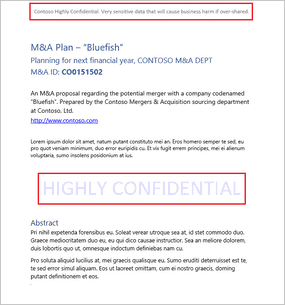 Contoso Highly Confidential. Very sensitive data that will cause business harm if over-shared.
M&A Plan – "Bluefish"
Planning for next financial year, CONTOSO M&A DEPT
M&A ID: CO0151502
An M&A proposal regarding the potential merger with a company codenamed
"Bluefish". Prepared by the Contoso Mergers & Acquisition sourcing department
at Contoso, Ltd.
http://www.contoso.com
Lorem ipsum dolor sit amet, natum putant constituto mei an. Eros homero semper te sed, eu
pro quot veniam minimum, duo error euripidis cu. Et vix fugit errem principes, mei ei alienum
voluptaria, sumo insolens posidonium at ius.
HIGHLY CONFIDENTIAL
Abstract
Pri nihil expetenda forensibus eu. Soleat verear utroque sea at, id stet commodo duo.
Graece mediocritatem duo eu, eu qui dico causae instructior. Sea an meliore dolorem,
duis lobortis quo ut, omnesque indoctum definiebas nam cu.
Pro soluta aliquid lucilius at, mei graecis qualisque eu. Sumo eruditi deterruisset est te,
te sed error simul aliquam. Eos ut laoreet omittam, cum ei nostro graecis, doming
putant definitionem et eos.